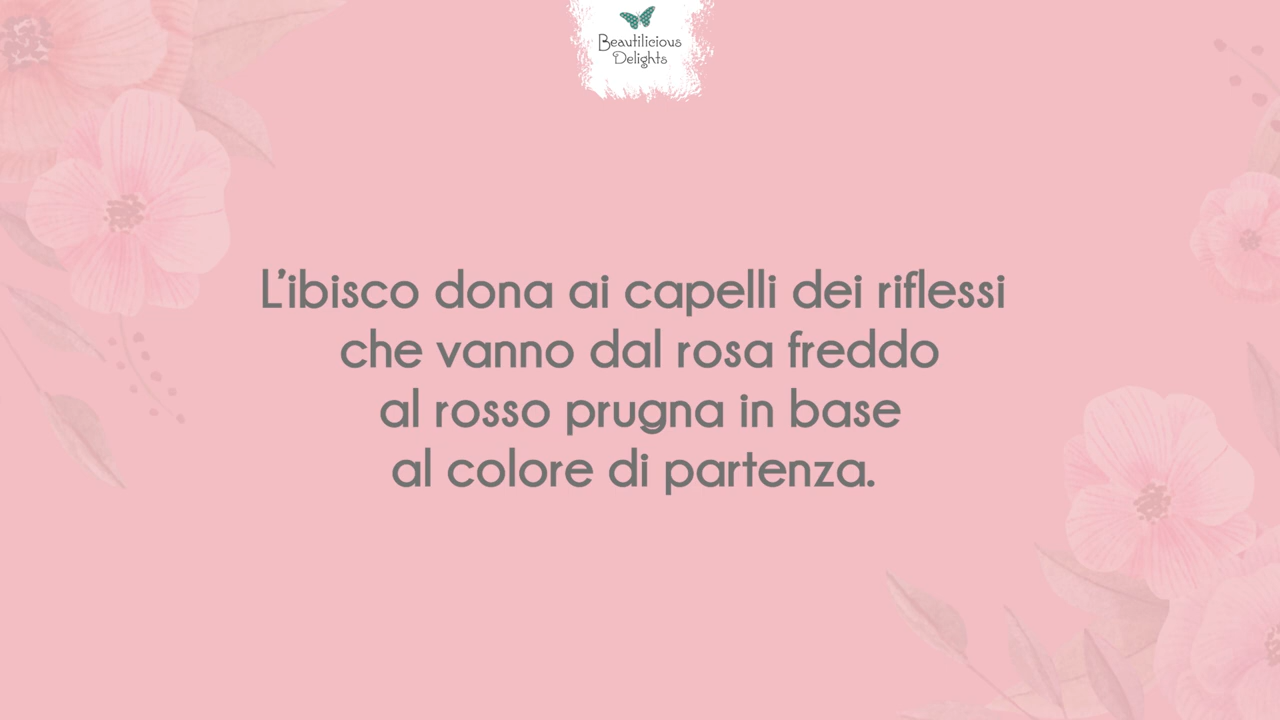 Beautilicious
Delights
L'ibisco dona ai capelli dei riflessi
che vanno dal rosa freddo
al rosso prugna in base
al colore di partenza.